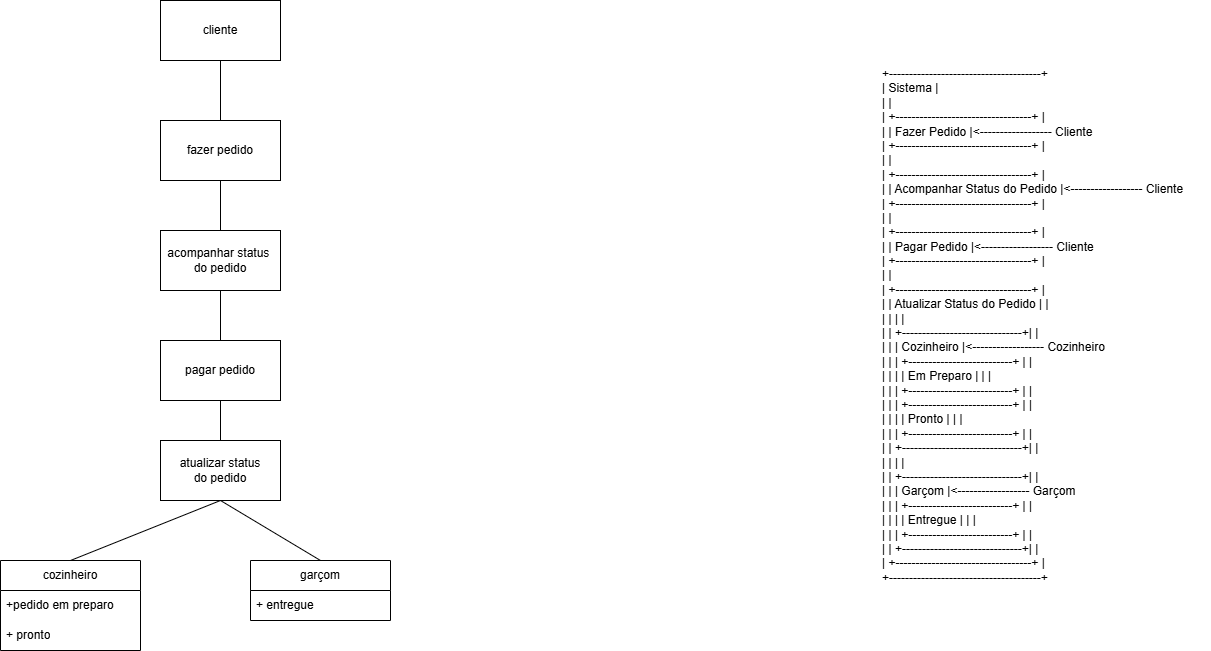 cliente
fazer pedido
acompanhar status
do pedido
pagar pedido
atualizar status
do pedido
cozinheiro
+pedido em preparo
+ pronto
garçom
+ entregue
+--------------------------------------+
| Sistema |
| |
| +----------------------------------+ |
| | Fazer Pedido |<------------------ Cliente
| +----------------------------------+ |
| |
| +----------------------------------+ |
| | Acompanhar Status do Pedido |<------------------ Cliente
| +----------------------------------+ |
| |
| +----------------------------------+ |
| | Pagar Pedido |<------------------ Cliente
| +----------------------------------+ |
| |
| +----------------------------------+ |
| | Atualizar Status do Pedido | |
| | | |
| | +------------------------------+| |
| | | Cozinheiro |<------------------ Cozinheiro
| | | +--------------------------+ | |
| | | | Em Preparo | | |
| | | +--------------------------+ | |
| | | +--------------------------+ | |
| | | | Pronto | | |
| | | +--------------------------+ | |
| | +------------------------------+| |
| | | |
| | +------------------------------+| |
| | | Garçom |<------------------ Garçom
| | | +--------------------------+ | |
| | | | Entregue | | |
| | | +--------------------------+ | |
| | +------------------------------+| |
| +----------------------------------+ |
+--------------------------------------+